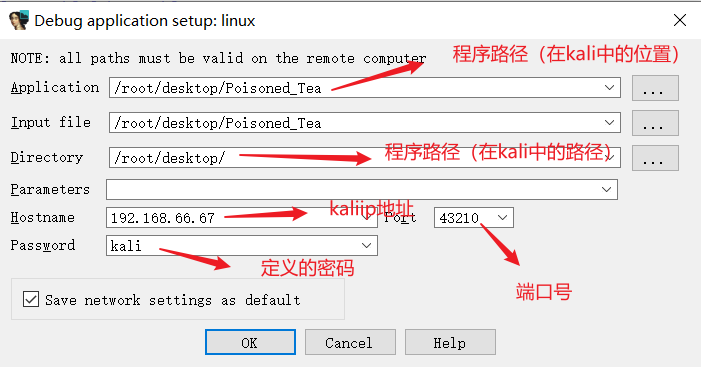 Debug application setup: linux
NOTE: all paths must be valid on the remote computer
程序路径（在kali中的位置）
Application /root/desktop/Poisoned_Tea ...
Input file /root/desktop/Poisoned_Tea ...
Directory /root/desktop/ 程序路径（在kali中的路径） ...
Parameters
Hostname 192.168.66.67 kaliip地址 Port 43210
Password kali
定义的密码
端口号
Save network settings as default
OK Cancel Help